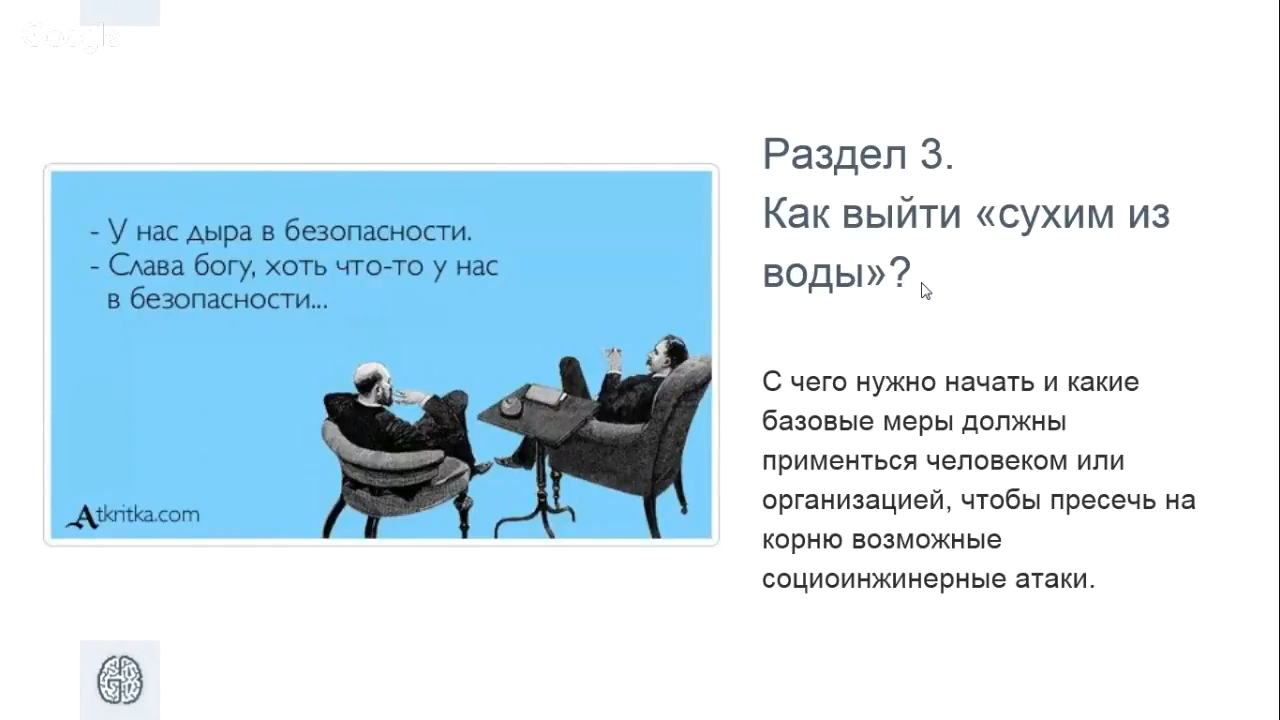 Google
- У нас дыра в безопасности.
- Слава богу, хоть что-то у нас
в безопасности...
Atkritka.com
Раздел 3.
Как выйти «сухим из
воды»?
С чего нужно начать и какие
базовые меры должны
применться человеком или
организацией, чтобы пресечь на
корню возможные
социоинжинерные атаки.